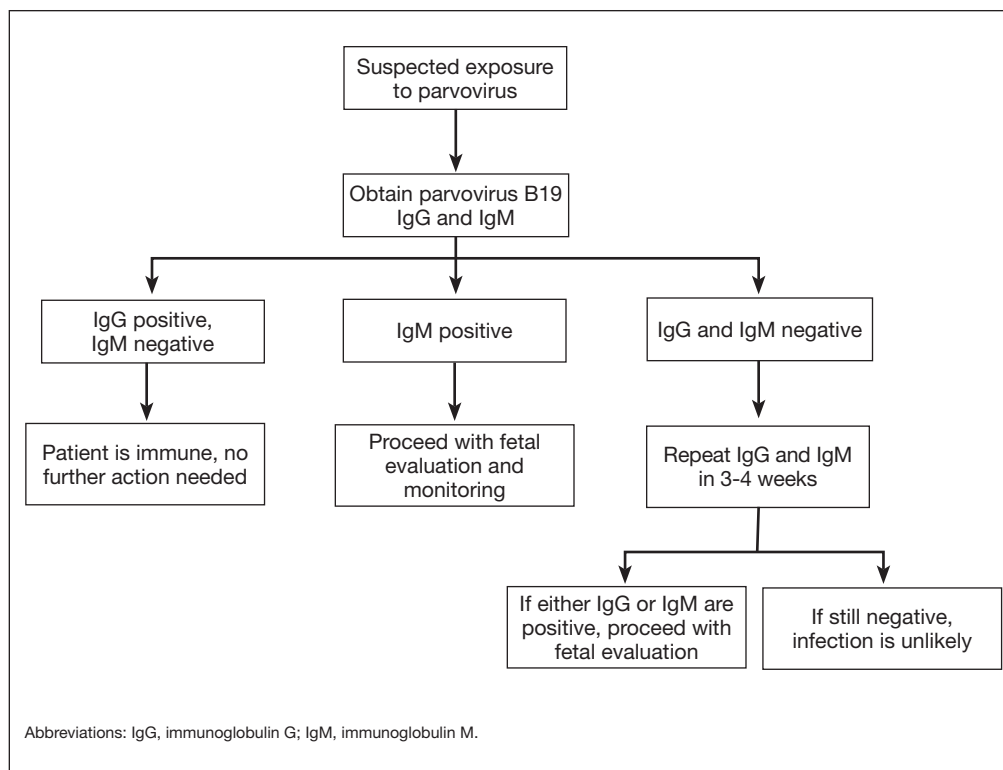 Suspected exposure
to parvovirus
Obtain parvovirus B19
IgG and IgM
IgG positive,
IgM negative
IgM positive
IgG and IgM negative
Patient is immune, no
further action needed
Proceed with fetal
evaluation and
monitoring
Repeat IgG and IgM
in 3-4 weeks
If either IgG or IgM are
positive, proceed with
fetal evaluation
If still negative,
infection is unlikely
Abbreviations: IgG, immunoglobulin G; IgM, immunoglobulin M.